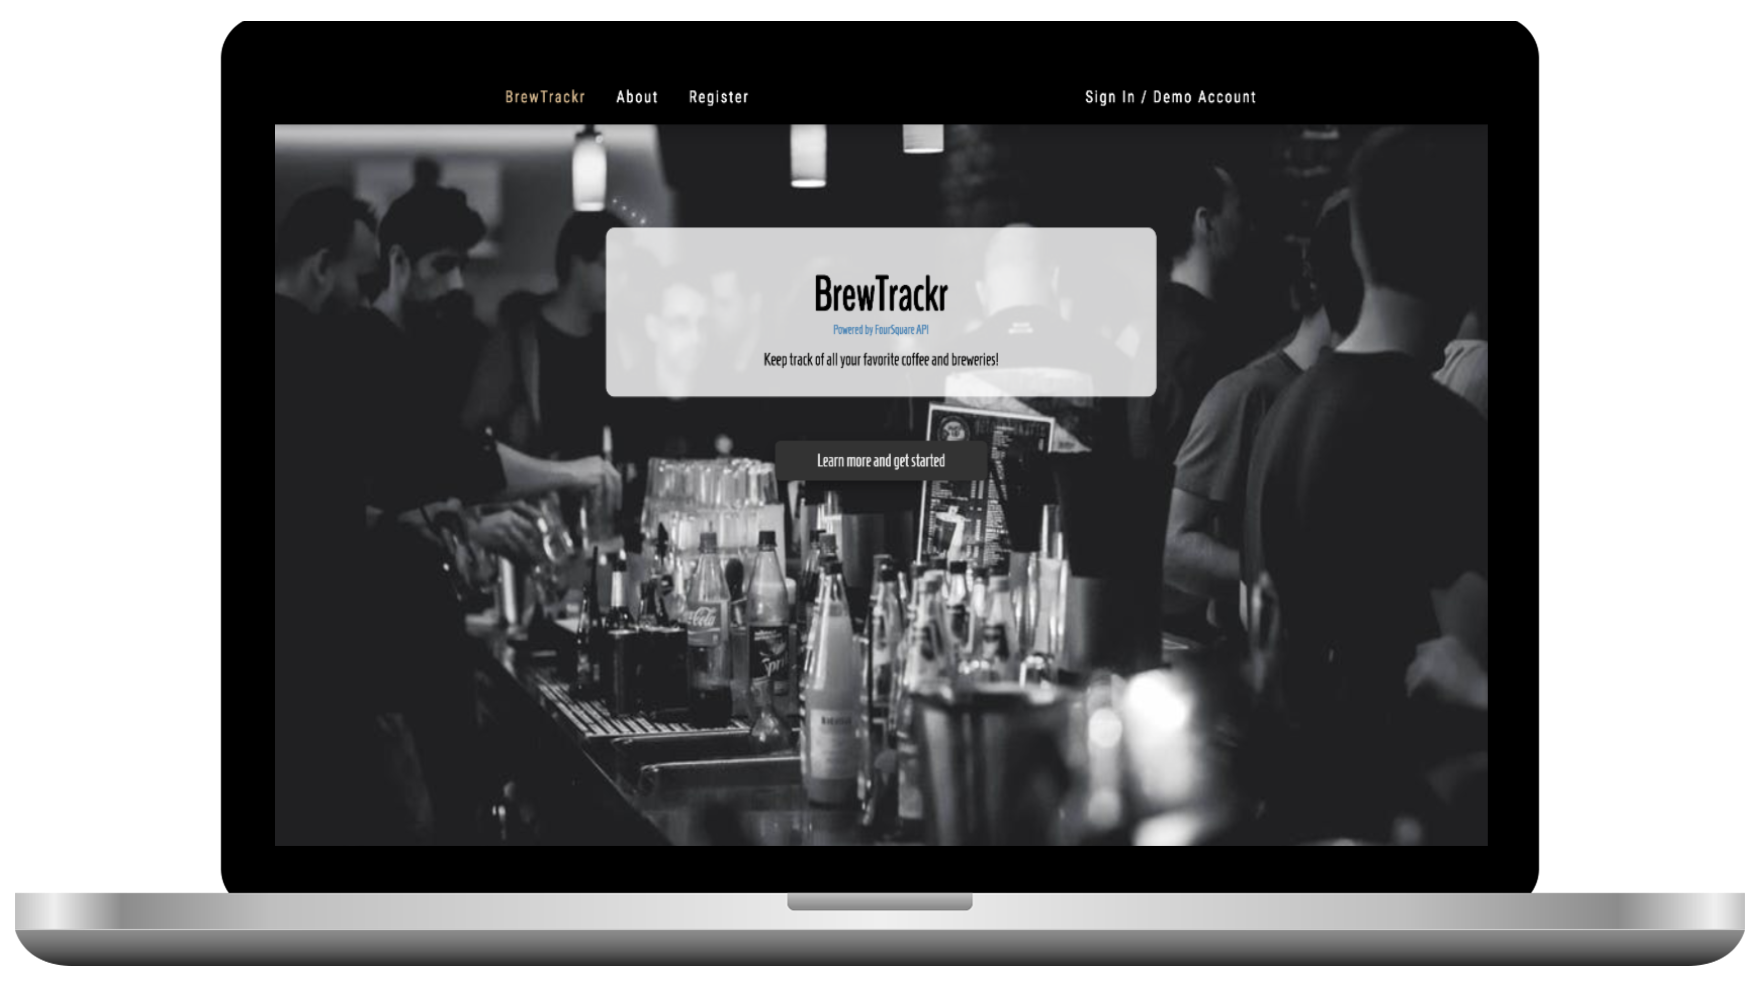 BrewTrackr About Register Sign In / Demo Account
BrewTrackr
Powered by FourSquare API
Keep track of all your favorite coffee and breweries!
Learn more and get started